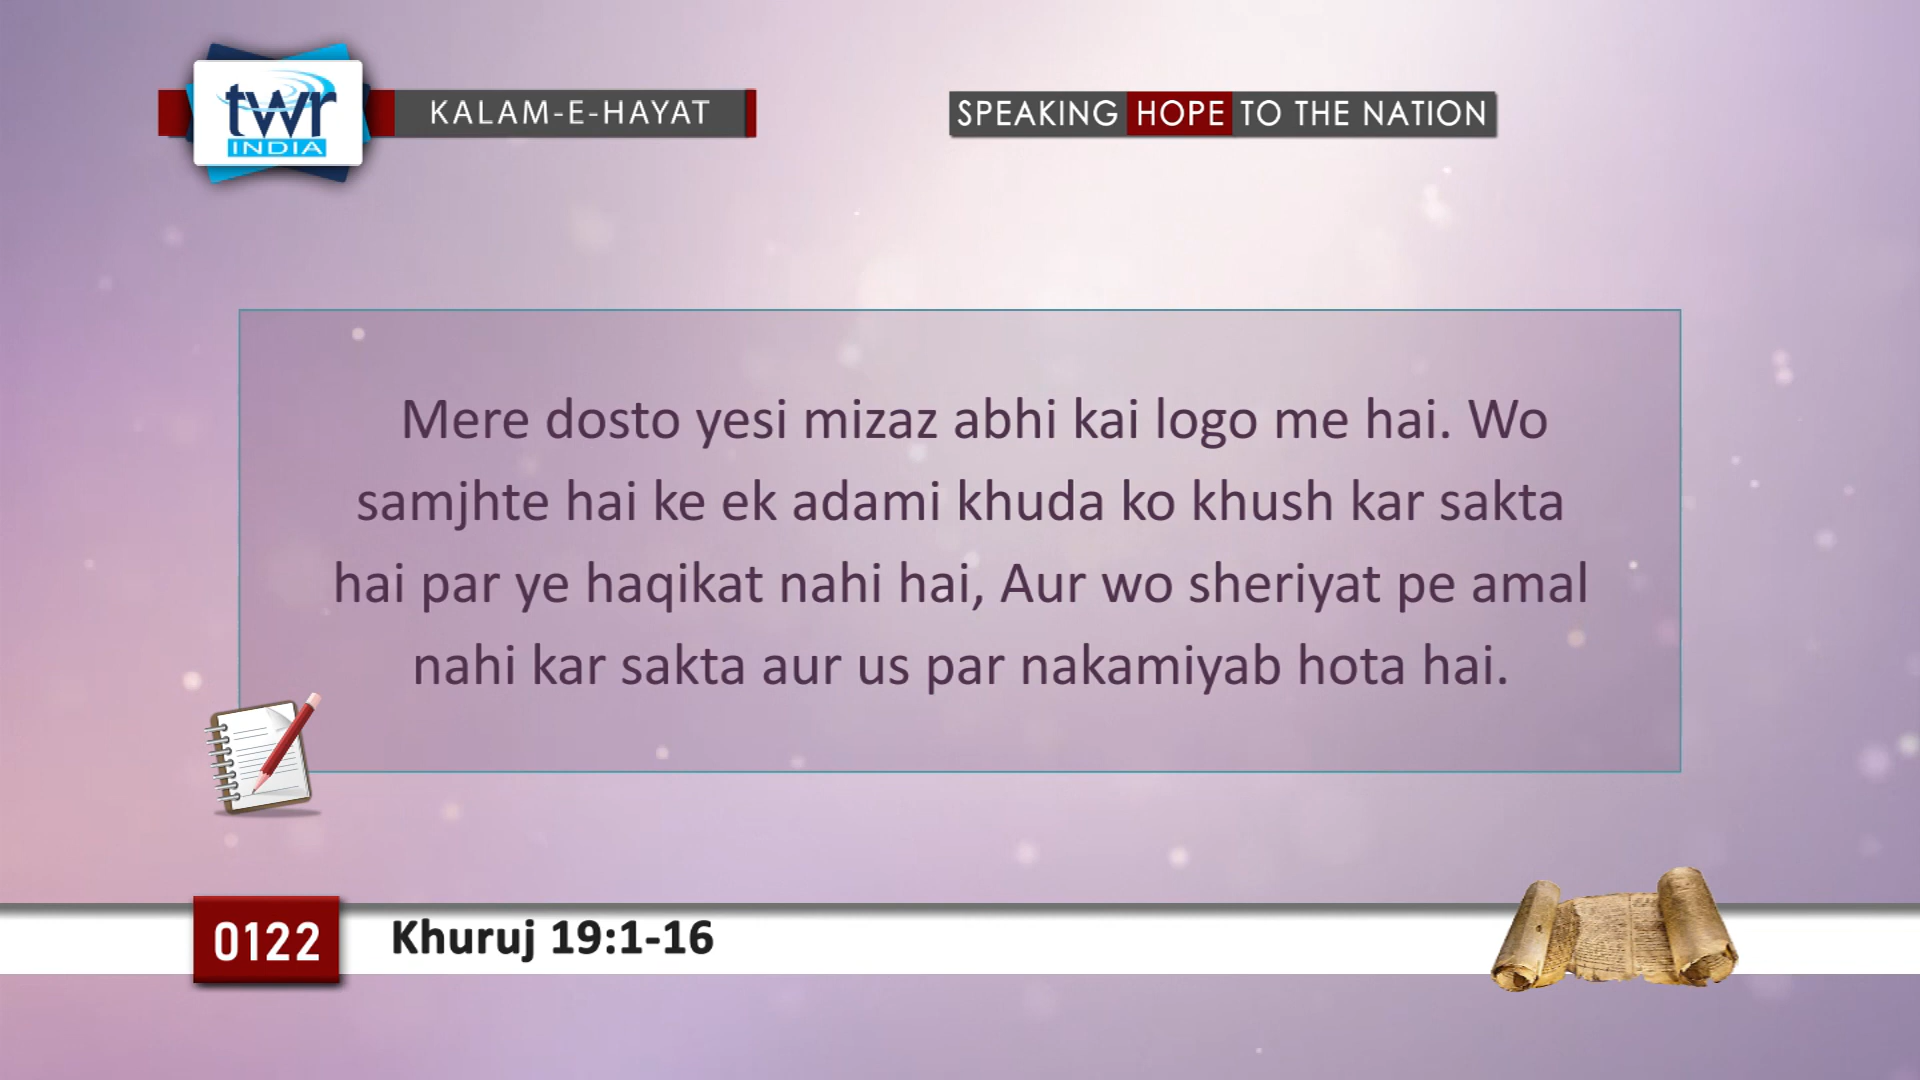 twr
INDIA
KALAM-E-HAYAT
SPEAKING HOPE TO THE NATION
Mere dosto yesi mizaz abhi kai logo me hai. Wo
samjhte hai ke ek adami khuda ko khush kar sakta
hai par ye haqikat nahi hai, Aur wo sheriyat pe amal
nahi kar sakta aur us par nakamiyab hota hai.
0122
Khuruj 19:1-16